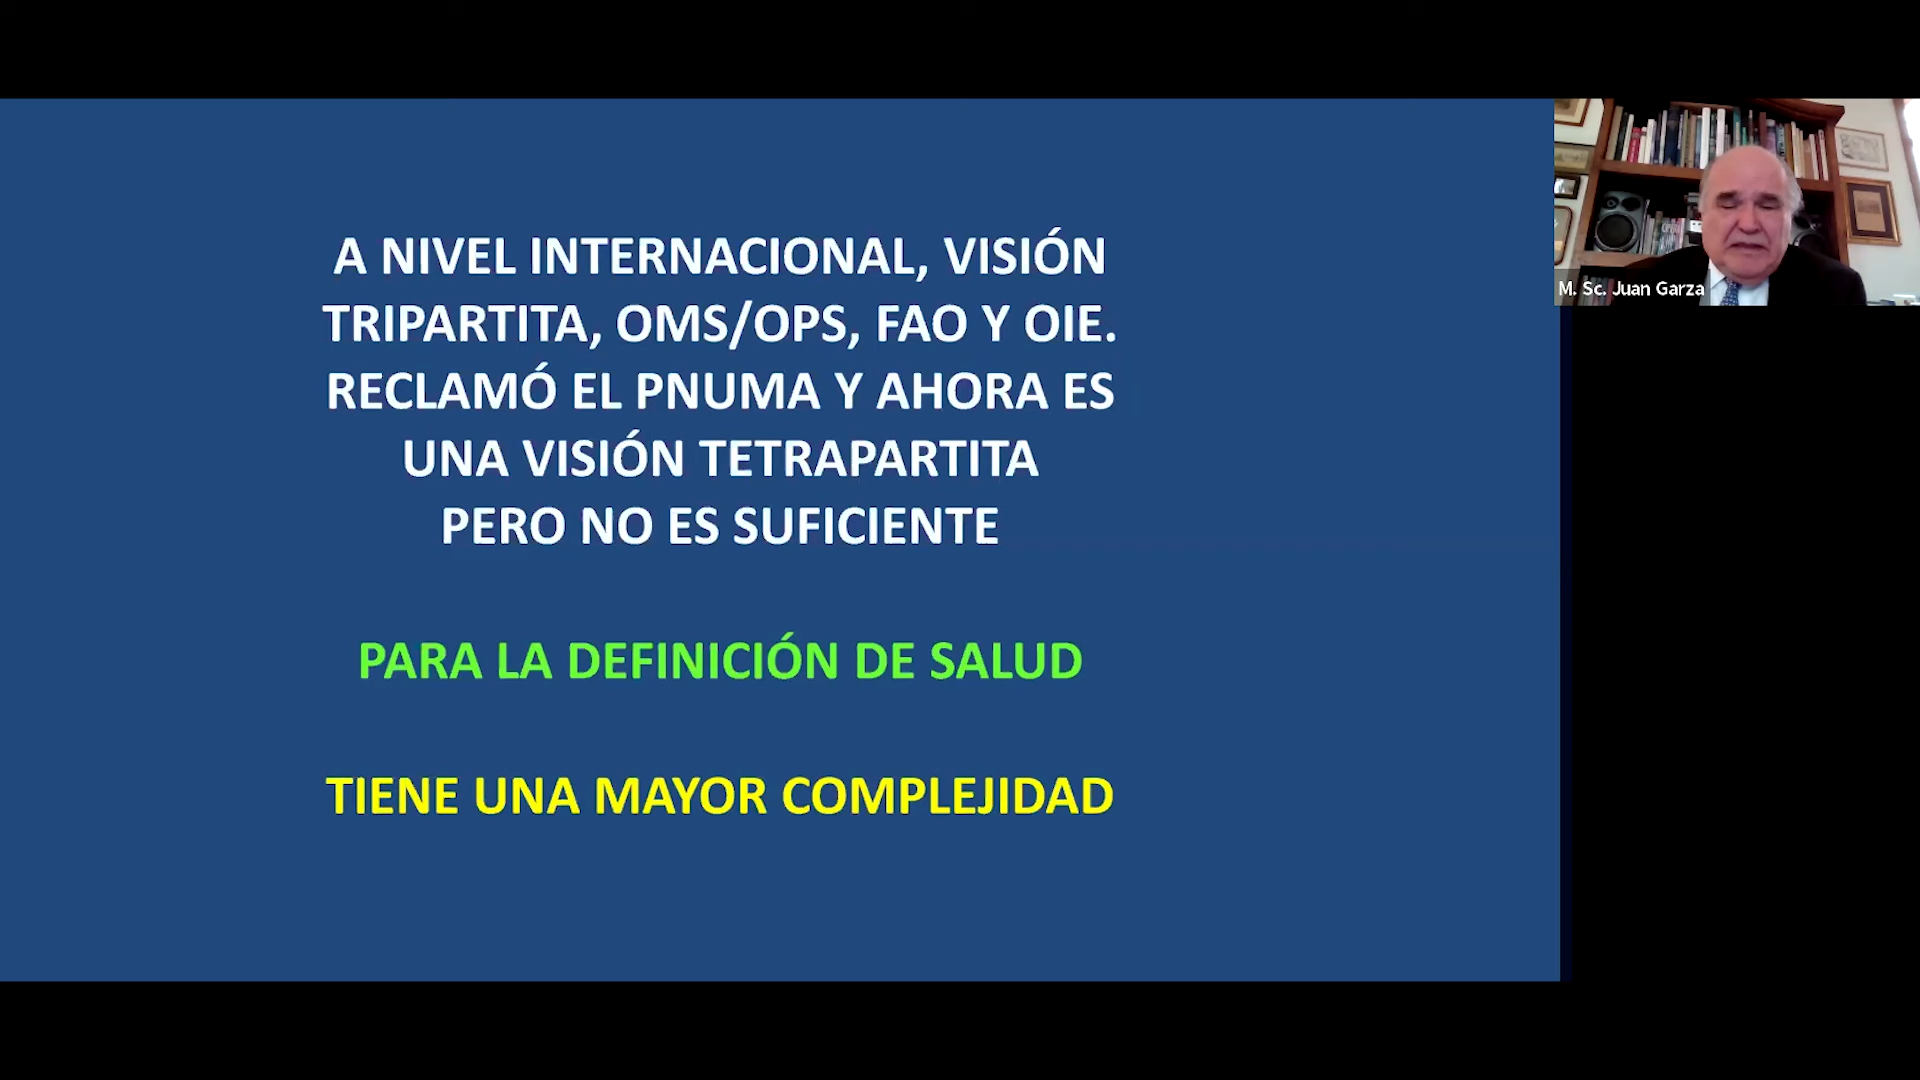 A NIVEL INTERNACIONAL, VISIÓN
TRIPARTITA, OMS/OPS, FAO Y OIE.
RECLAMÓ EL PNUMA Y AHORA ES
UNA VISIÓN TETRAPARTITA
PERO NO ES SUFICIENTE
PARA LA DEFINICIÓN DE SALUD
TIENE UNA MAYOR COMPLEJIDAD
M. Sc. Juan Garza